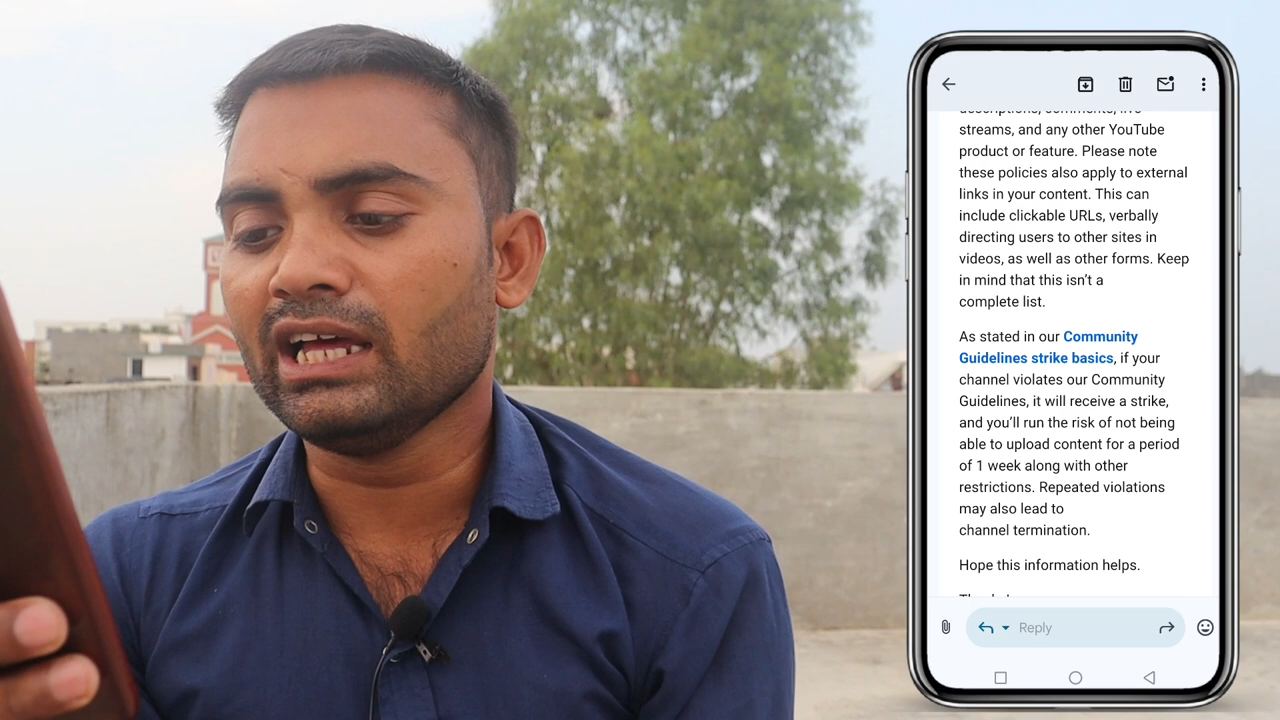 descriptions, comments, live
streams, and any other YouTube
product or feature. Please note
these policies also apply to external
links in your content. This can
include clickable URLs, verbally
directing users to other sites in
videos, as well as other forms. Keep
in mind that this isn’t a
complete list.
As stated in our Community
Guidelines strike basics, if your
channel violates our Community
Guidelines, it will receive a strike,
and you’ll run the risk of not being
able to upload content for a period
of 1 week along with other
restrictions. Repeated violations
may also lead to
channel termination.
Hope this information helps.
Reply